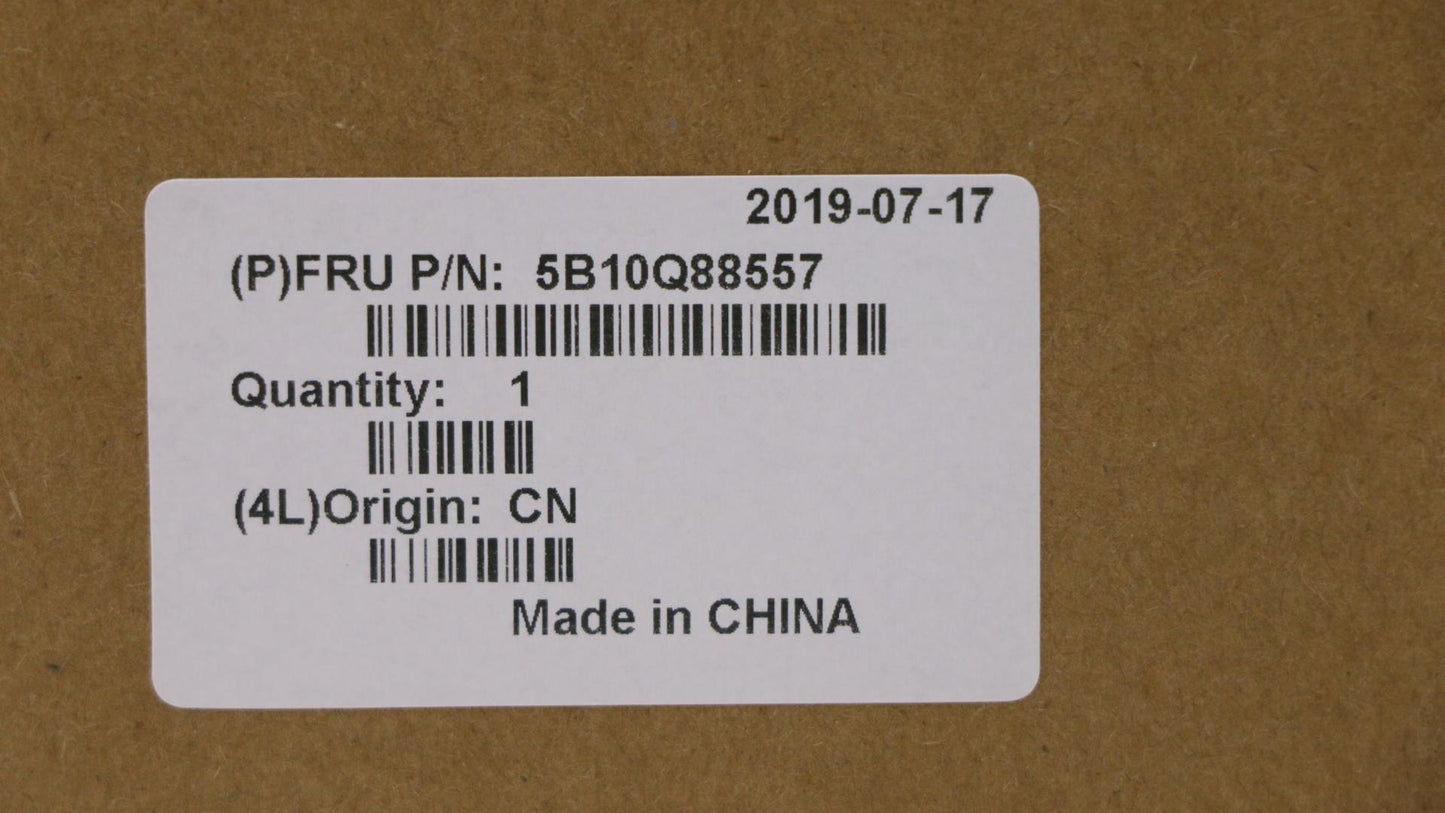 2019-07-17
(P)FRU P/N: 5B10Q88557
Quantity: 1
(4L)Origin: CN
Made in CHINA